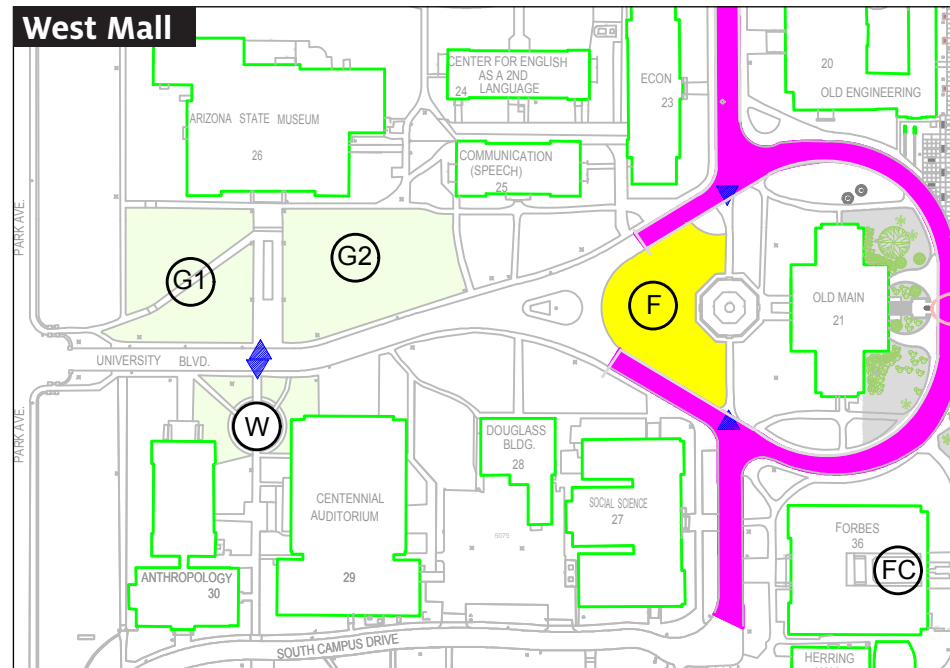 West Mall
CENTER FOR ENGLISH
AS A 2ND
LANGUAGE
24
ECON
23
20
OLD ENGINEERING
ARIZONA STATE MUSEUM
26
COMMUNICATION
(SPEECH)
25
PARK AVE.
G1
G2
F
OLD MAIN
21
UNIVERSITY BLVD.
PARK AVE.
W
DOUGLASS
BLDG.
28
CENTENNIAL
AUDITORIUM
29
SOCIAL SCIENCE
27
FORBES
36
FC
ANTHROPOLOGY
30
SOUTH CAMPUS DRIVE
HERRING
C
C